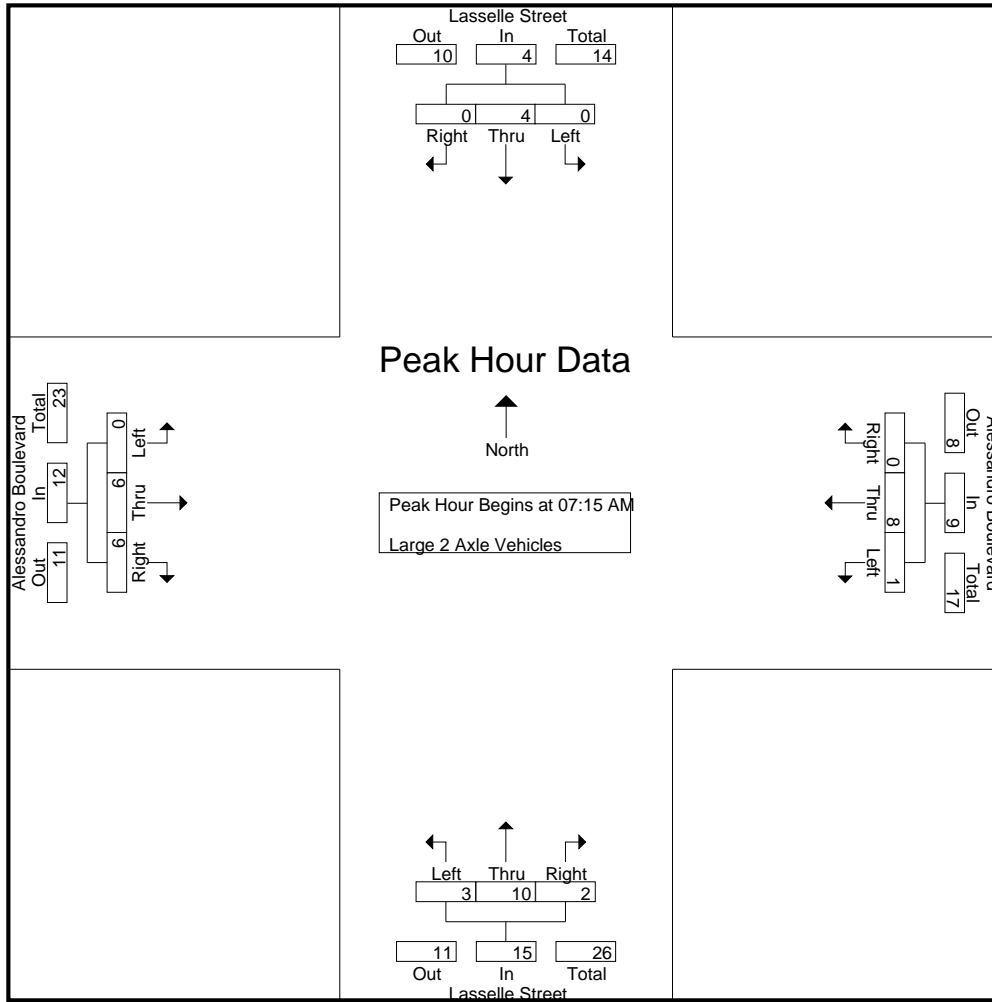 Lasselle Street
Out In Total
10 4 14
0 4 0
Right Thru Left
Peak Hour Data
North
Peak Hour Begins at 07:15 AM
Large 2 Axle Vehicles
Alessandro Boulevard
Out In Total
11 12 23
Right Thru Left
6 6 0
Alessandro Boulevard
Out In Total
8 9 17
Right Thru Left
0 8 1
Left Thru Right
3 10 2
11 15 26
Out In Total
Lasselle Street